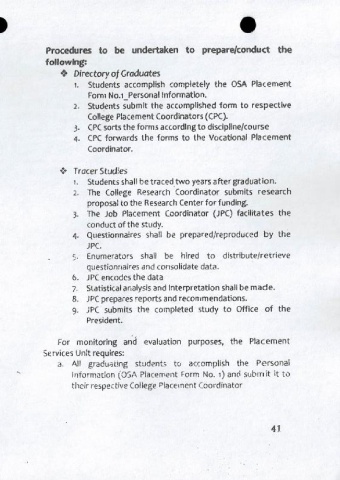 Procedures to be undertaken to prepare/conduct the
following:
❖ Directory of Graduates
1. Students accomplish completely the OSA Placement
Form No.1_Personal Information.
2. Students submit the accomplished form to respective
College Placement Coordinators (CPC).
3. CPC sorts the forms according to discipline/course
4. CPC forwards the forms to the Vocational Placement
Coordinator.
❖ Tracer Studies
1. Students shall be traced two years after graduation.
2. The College Research Coordinator submits research
proposal to the Research Center for funding.
3. The Job Placement Coordinator (JPC) facilitates the
conduct of the study.
4. Questionnaires shall be prepared/reproduced by the
JPC.
5. Enumerators shall be hired to distribute/retrieve
questionnaires and consolidate data.
6. JPC encodes the data
7. Statistical analysis and interpretation shall be made.
8. JPC prepares reports and recommendations.
9. JPC submits the completed study to Office of the
President.
For monitoring and evaluation purposes, the Placement
Services Unit requires:
a. All graduating students to accomplish the Personal
Information (OSA Placement Form No. 1) and submit it to
their respective College Placement Coordinator
41